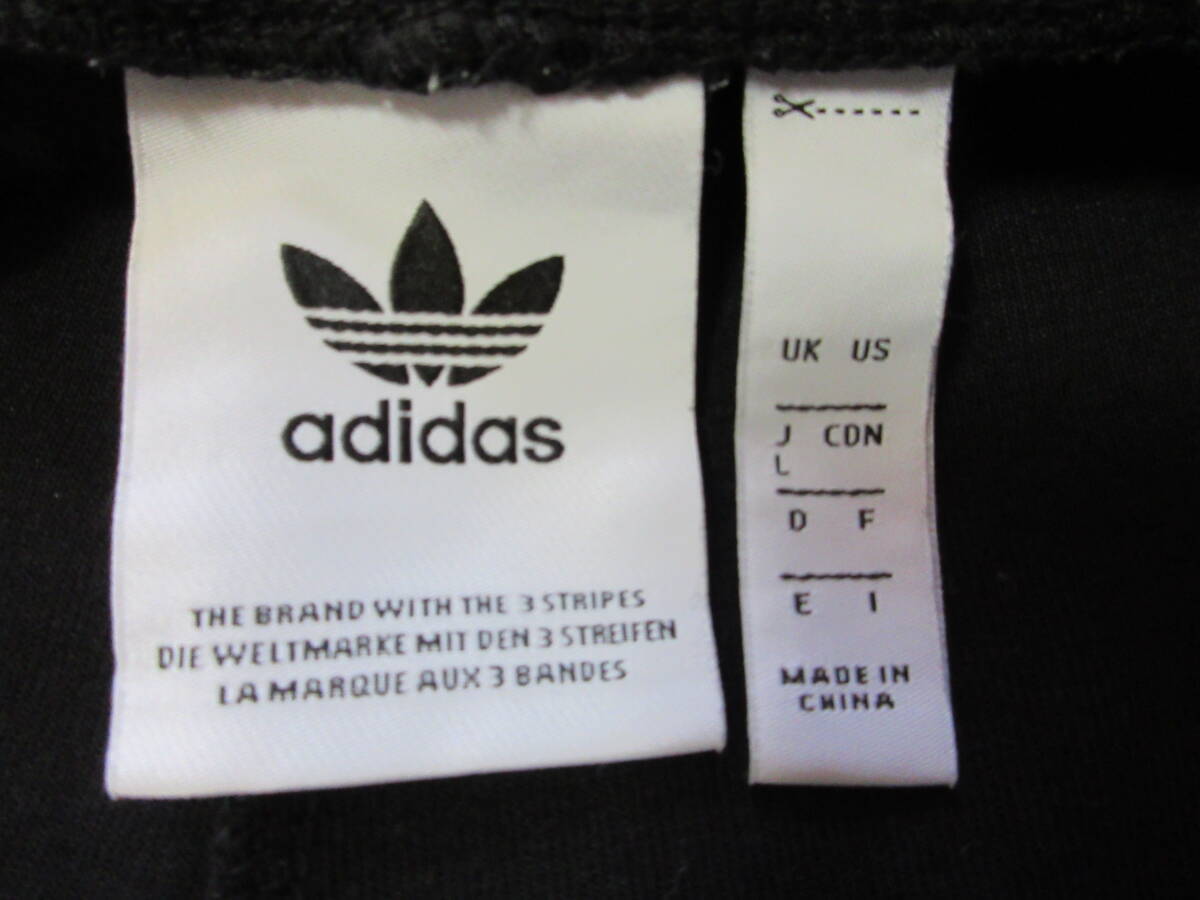 adidas
THE BRAND WITH THE 3 STRIPES
DIE WELTMARKE MIT DEN 3 STREIFEN
LA MARQUE AUX 3 BANDES
UK US
J CDN
L
D F
E I
MADE IN
CHINA